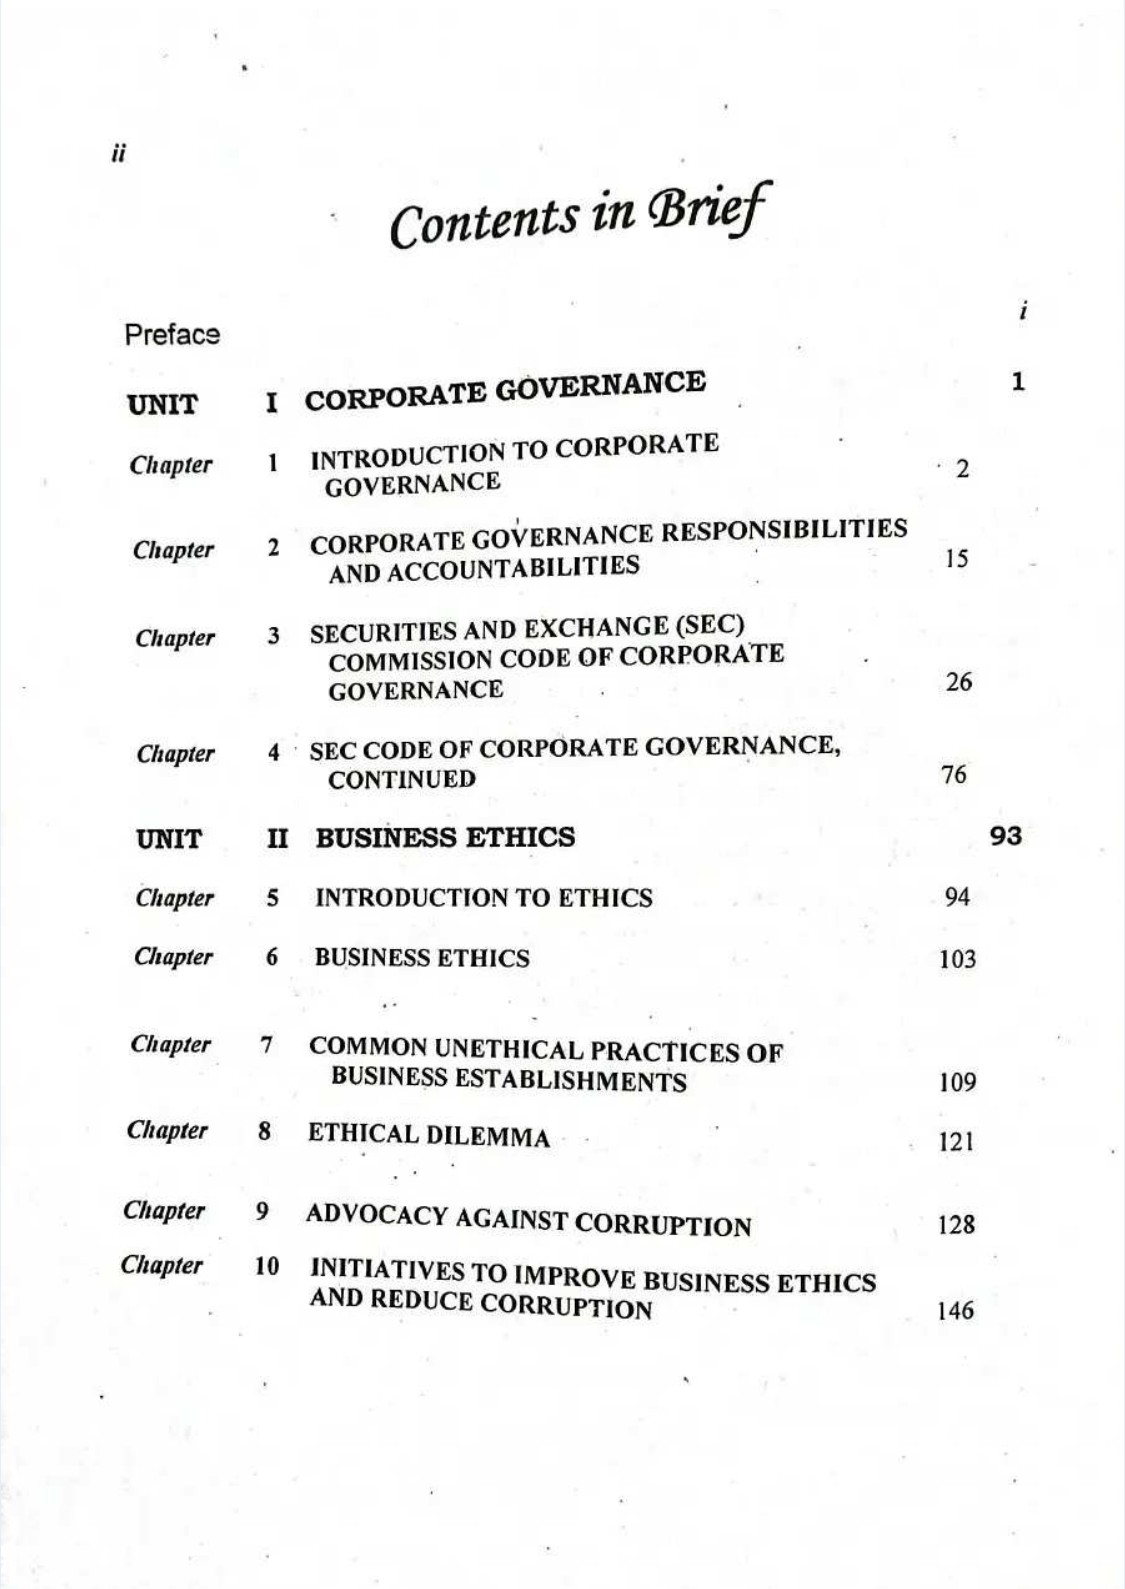 ii
Contents in Brief
Preface i
UNIT I CORPORATE GOVERNANCE 1
Chapter 1 INTRODUCTION TO CORPORATE
GOVERNANCE 2
Chapter 2 CORPORATE GOVERNANCE RESPONSIBILITIES
AND ACCOUNTABILITIES 15
Chapter 3 SECURITIES AND EXCHANGE (SEC)
COMMISSION CODE OF CORPORATE
GOVERNANCE 26
Chapter 4 SEC CODE OF CORPORATE GOVERNANCE,
CONTINUED 76
UNIT II BUSINESS ETHICS 93
Chapter 5 INTRODUCTION TO ETHICS 94
Chapter 6 BUSINESS ETHICS 103
Chapter 7 COMMON UNETHICAL PRACTICES OF
BUSINESS ESTABLISHMENTS 109
Chapter 8 ETHICAL DILEMMA 121
Chapter 9 ADVOCACY AGAINST CORRUPTION 128
Chapter 10 INITIATIVES TO IMPROVE BUSINESS ETHICS
AND REDUCE CORRUPTION 146